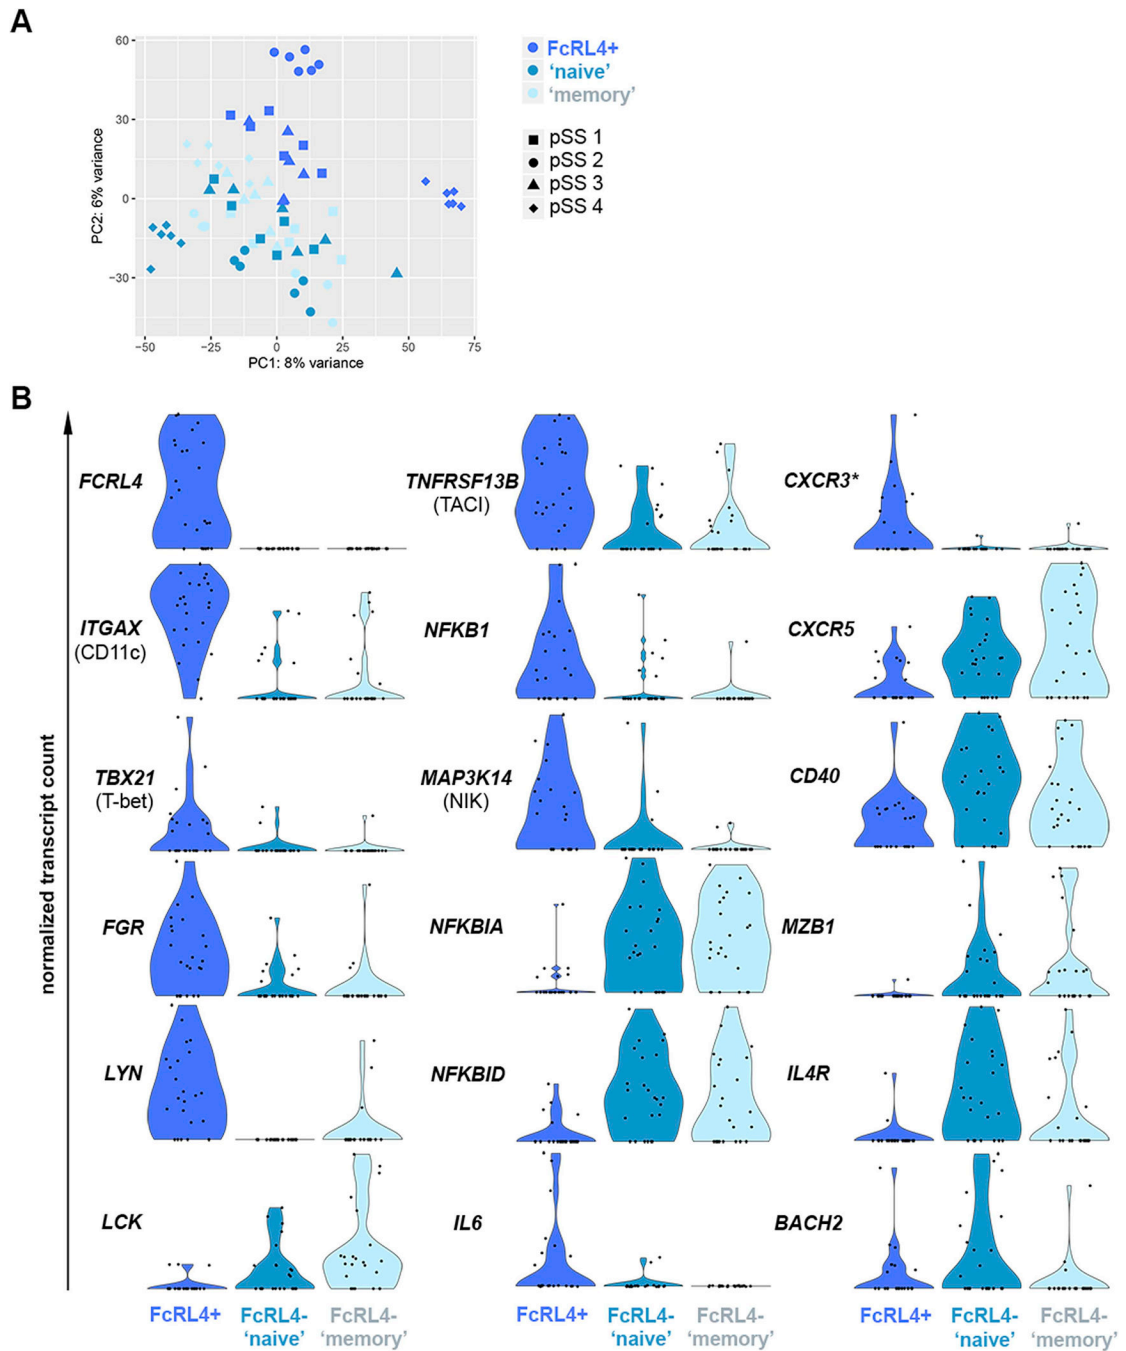 A
60
30
0
−30
PC2: 6% variance
−50
−25
0
25
50
75
PC1: 8% variance
FcRL4+
‘naive’
‘memory’
pSS 1
pSS 2
pSS 3
pSS 4
B
normalized transcript count
FCRL4
TNFRSF13B
(TACI)
CXCR3*
ITGAX
(CD11c)
NFKB1
CXCR5
TBX21
(T-bet)
MAP3K14
(NIK)
CD40
FGR
NFKBIA
MZB1
LYN
NFKBID
IL4R
LCK
IL6
BACH2
FcRL4+
FcRL4-
‘naive’
FcRL4-
‘memory’
FcRL4+
FcRL4-
‘naive’
FcRL4-
‘memory’
FcRL4+
FcRL4-
‘naive’
FcRL4-
‘memory’